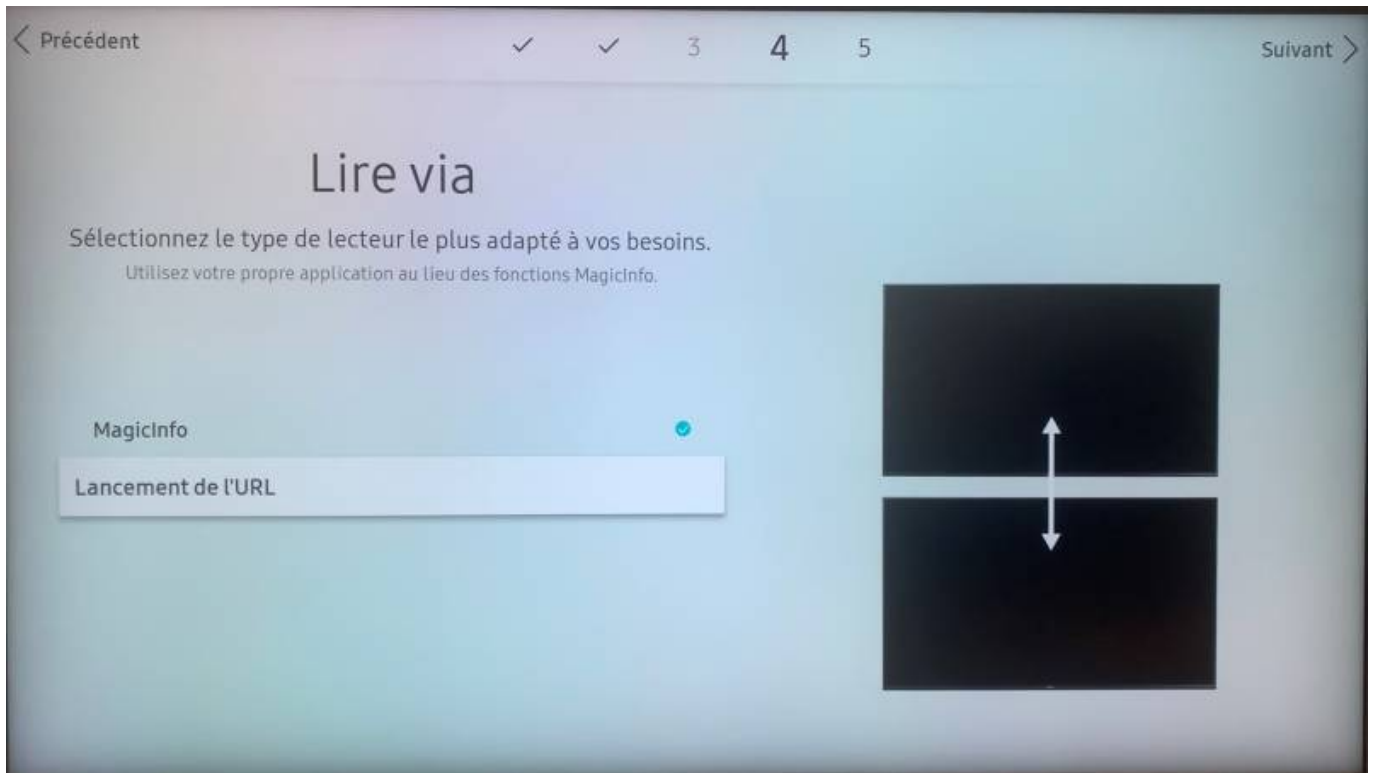 Précédent
3
4
5
Suivant
Lire via
Sélectionnez le type de lecteur le plus adapté à vos besoins.
Utilisez votre propre application au lieu des fonctions MagicInfo.
MagicInfo
Lancement de l'URL